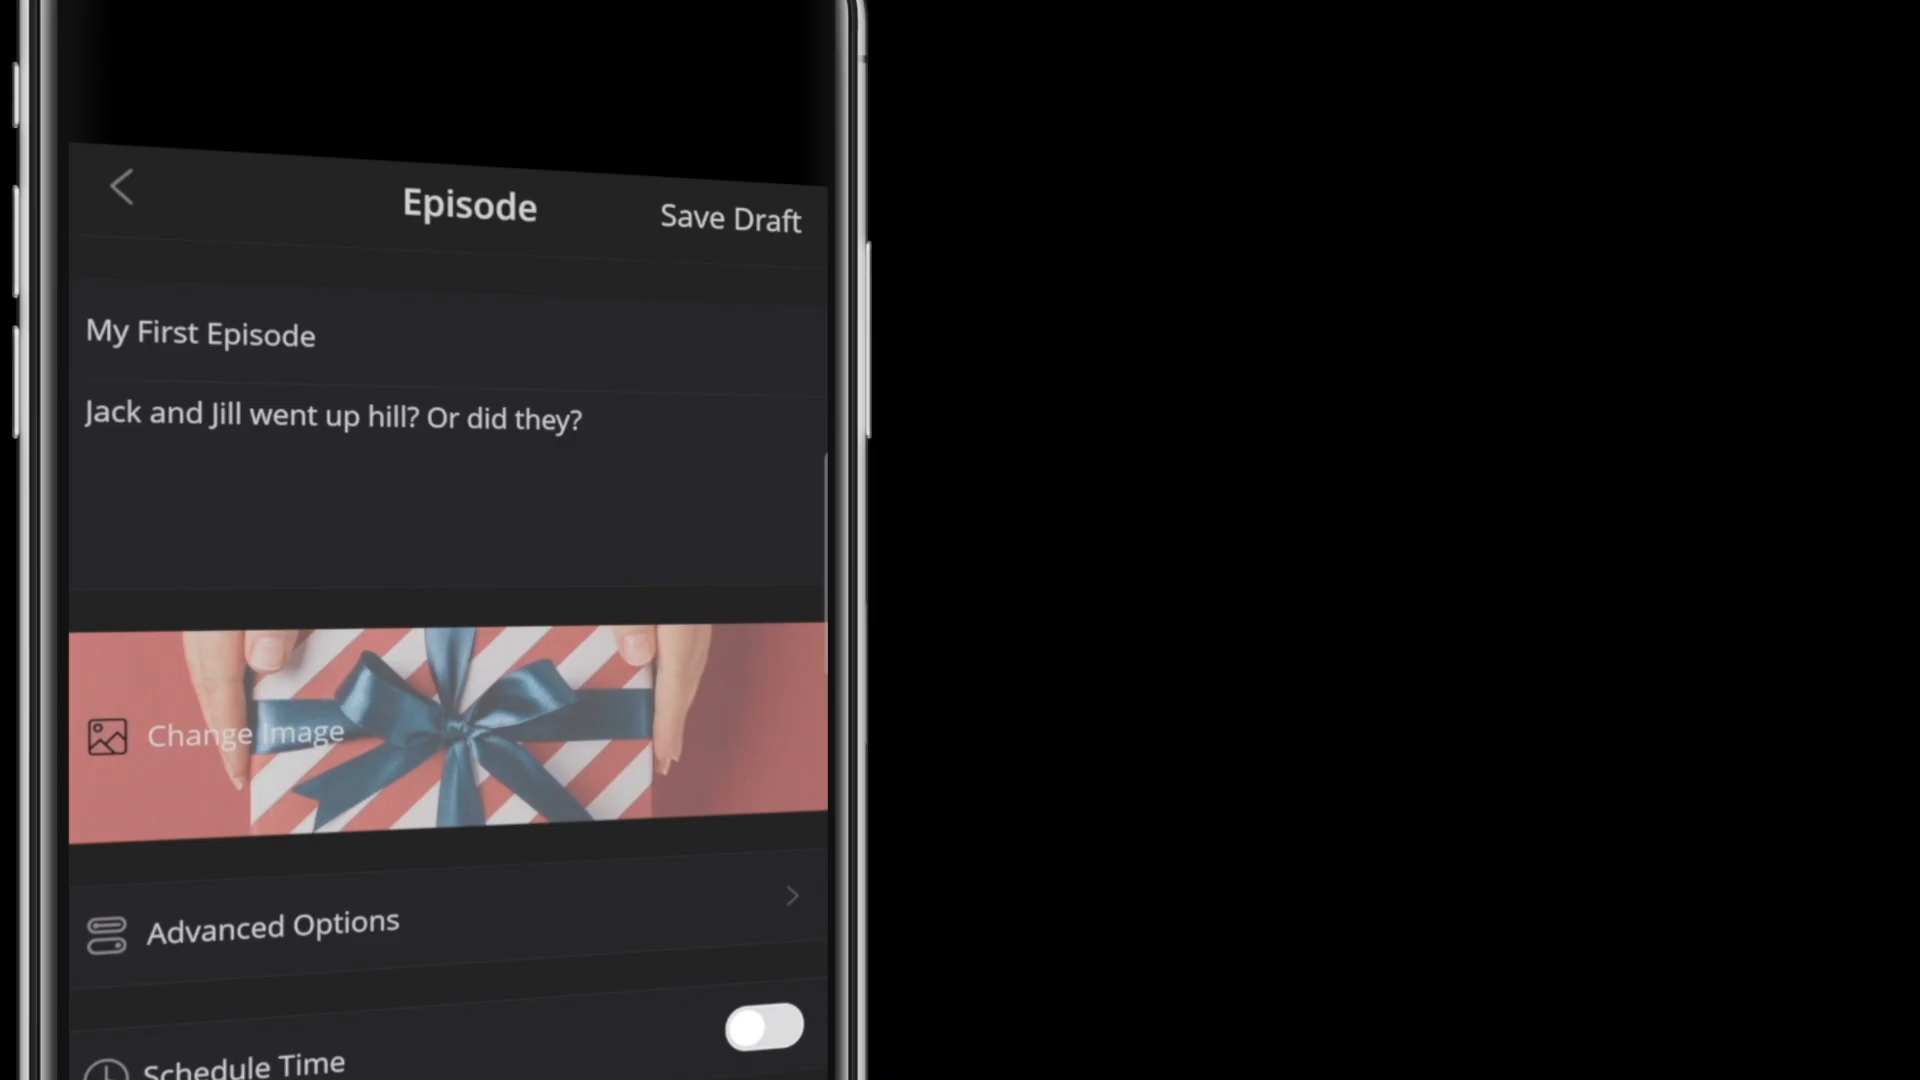 Episode
Save Draft
My First Episode
Jack and Jill went up hill? Or did they?
Change Image
Advanced Options
Schedule Time